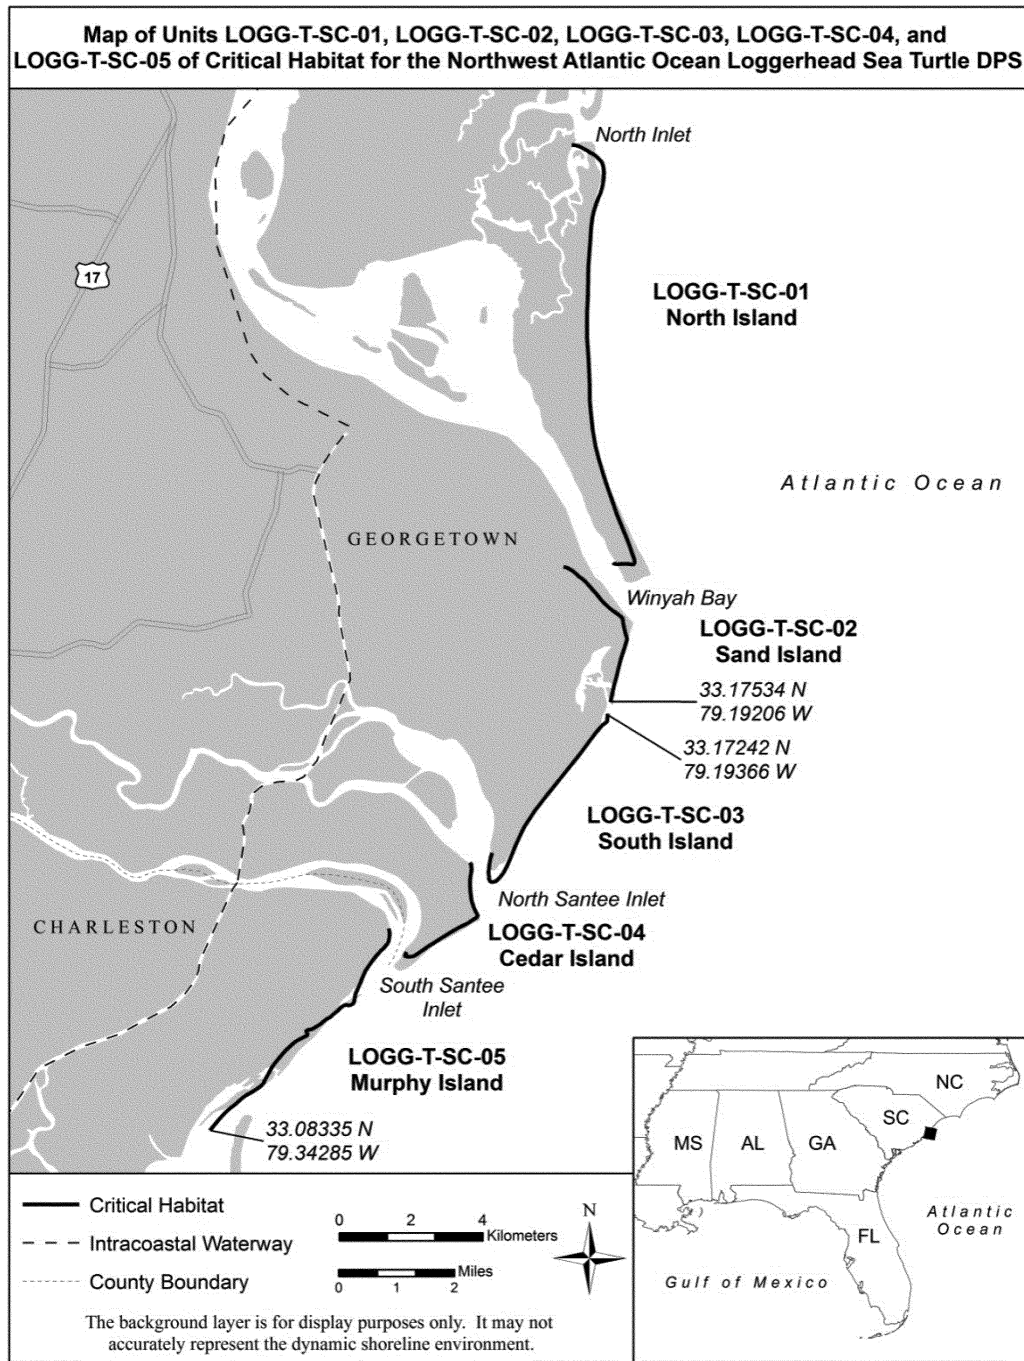 Map of Units LOGG-T-SC-01, LOGG-T-SC-02, LOGG-T-SC-03, LOGG-T-SC-04, and
LOGG-T-SC-05 of Critical Habitat for the Northwest Atlantic Ocean Loggerhead Sea Turtle DPS
North Inlet
17
LOGG-T-SC-01
North Island
Atlantic Ocean
GEORGETOWN
Winyah Bay
LOGG-T-SC-02
Sand Island
33.17534 N
79.19206 W
33.17242 N
79.19366 W
LOGG-T-SC-03
South Island
North Santee Inlet
CHARLESTON
LOGG-T-SC-04
Cedar Island
South Santee
Inlet
LOGG-T-SC-05
Murphy Island
33.08335 N
79.34285 W
NC
SC
MS
AL
GA
FL
Atlantic
Ocean
Gulf of Mexico
Critical Habitat
Intracoastal Waterway
County Boundary
0 2 4
Kilometers
Miles
0 1 2
N
The background layer is for display purposes only. It may not
accurately represent the dynamic shoreline environment.